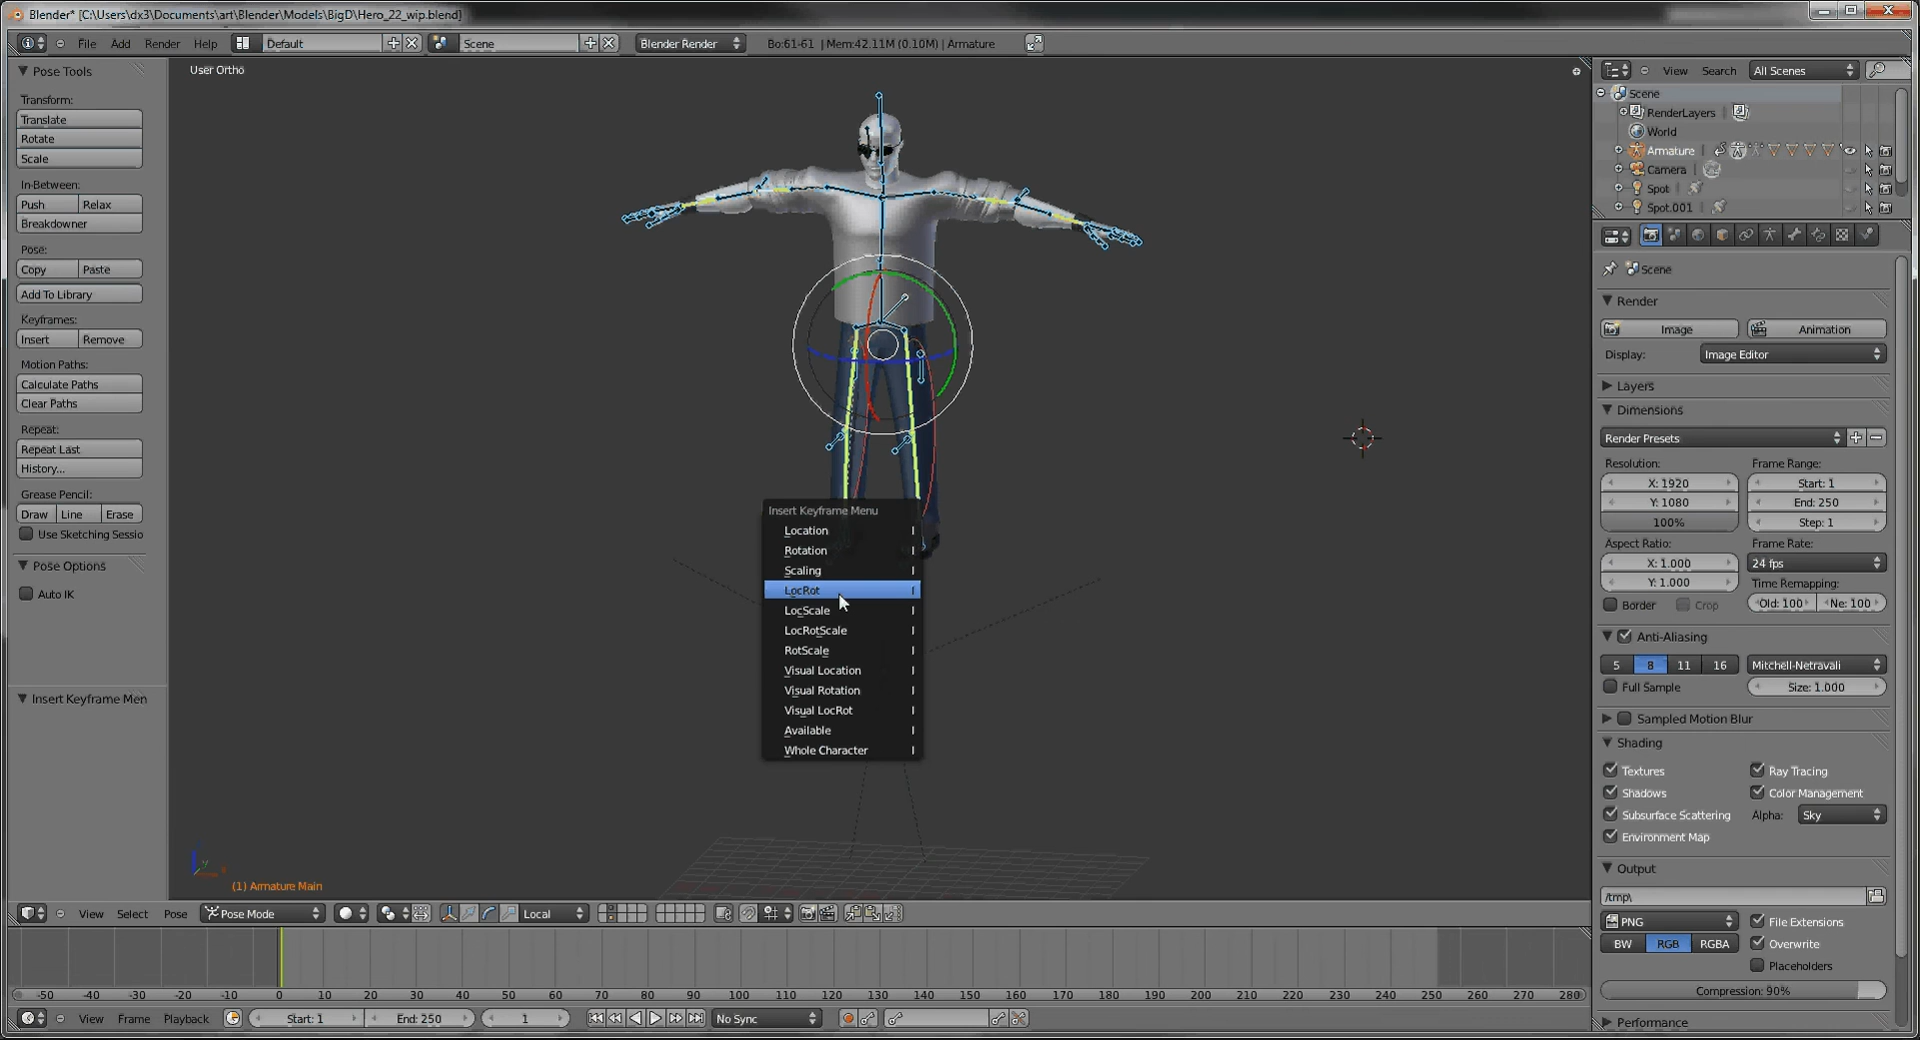 Blender* [C:\Users\dx3\Documents\art\Blender\Models\BigD\Hero_22_wip.blend]
File Add Render Help Default Scene Blender Render Bo:61-61 | Mem:42.11M (0.10M) | Armature
Pose Tools
Transform:
Translate
Rotate
Scale
In-Between:
Push Relax
Breakdowner
Pose:
Copy Paste
Add To Library
Keyframes:
Insert Remove
Motion Paths:
Calculate Paths
Clear Paths
Repeat:
Repeat Last
History...
Grease Pencil:
Draw Line Erase
Use Sketching Sessio
Pose Options
Auto IK
Insert Keyframe Men
User Ortho
Insert Keyframe Menu
Location I
Rotation I
Scaling I
LocRot I
LocScale I
LocRotScale I
RotScale I
Visual Location I
Visual Rotation I
Visual LocRot I
Available I
Whole Character I
(1) Armature Main
View Select Pose Pose Mode Local
-50 -40 -30 -20 -10 0 10 20 30 40 50 60 70 80 90 100 110 120 130 140 150 160 170 180 190 200 210 220 230 240 250 260 270 280
View Frame Playback Start: 1 End: 250 1 No Sync
View Search All Scenes
Scene
RenderLayers
World
Armature
Camera
Spot
Spot.001
Scene
Render
Image Animation
Display: Image Editor
Layers
Dimensions
Render Presets
Resolution: Frame Range:
X: 1920 Start: 1
Y: 1080 End: 250
100% Step: 1
Aspect Ratio: Frame Rate:
X: 1.000 24 fps
Y: 1.000 Time Remapping:
Border Crop Old: 100 Ne: 100
Anti-Aliasing
5 8 11 16 Mitchell-Netravali
Full Sample Size: 1.000
Sampled Motion Blur
Shading
Textures Ray Tracing
Shadows Color Management
Subsurface Scattering Alpha: Sky
Environment Map
Output
/tmp\
PNG File Extensions
BW RGB RGBA Overwrite
Placeholders
Compression: 90%
Performance